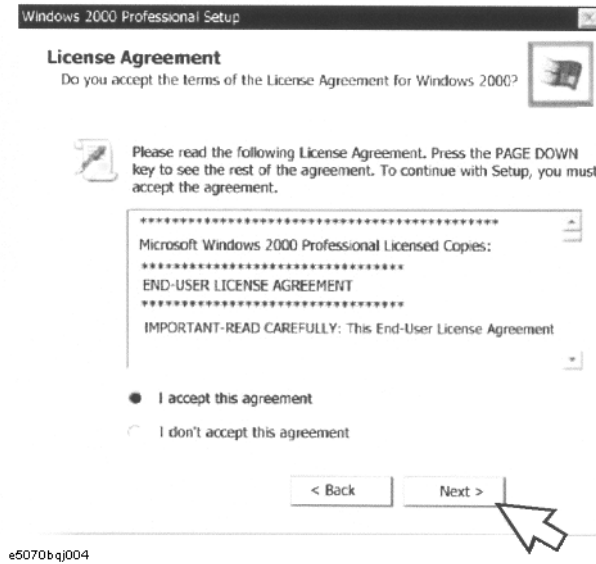 Windows 2000 Professional Setup
License Agreement
Do you accept the terms of the License Agreement for Windows 2000?
Please read the following License Agreement. Press the PAGE DOWN
key to see the rest of the agreement. To continue with Setup, you must
accept the agreement.
*********************************************
Microsoft Windows 2000 Professional Licensed Copies:
*********************************
END-USER LICENSE AGREEMENT
*********************************
IMPORTANT-READ CAREFULLY: This End-User License Agreement
I accept this agreement
I don't accept this agreement
< Back
Next >
e5070bqj004